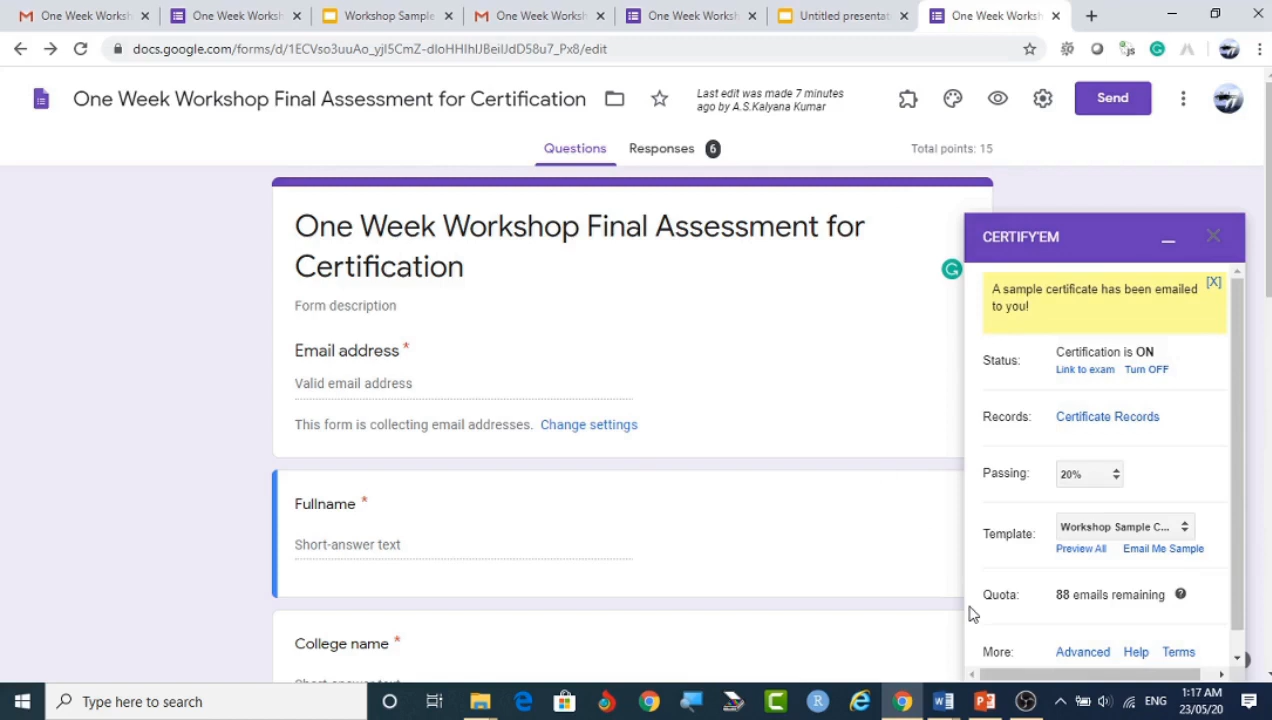 One Week Worksh
One Week Worksh
Workshop Sample
One Week Worksh
One Week Worksh
Untitled presentat
One Week Worksh
docs.google.com/forms/d/1ECVso3uuAo_yjI5CmZ-dIoHHIhIJBeiIJdD58u7_Px8/edit
One Week Workshop Final Assessment for Certification
Last edit was made 7 minutes
ago by A.S.Kalyana Kumar
Send
Questions
Responses 6
Total points: 15
One Week Workshop Final Assessment for
Certification
Form description
Email address *
Valid email address
This form is collecting email addresses. Change settings
Fullname *
Short-answer text
College name *
CERTIFY'EM
A sample certificate has been emailed [X]
to you!
Status: Certification is ON
Link to exam Turn OFF
Records: Certificate Records
Passing: 20%
Template: Workshop Sample C...
Preview All Email Me Sample
Quota: 88 emails remaining
More: Advanced Help Terms
Type here to search
ENG
1:17 AM
23/05/20